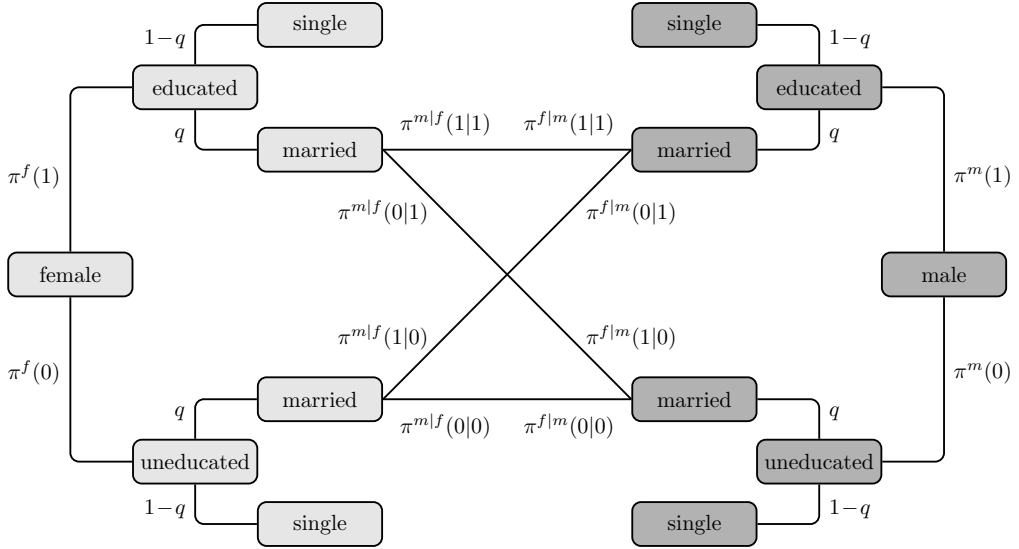 single single
1−q 1−q
educated educated
q π^{m|f}(1|1) π^{f|m}(1|1) q
married married
π^f(1) π^m(1)
π^{m|f}(0|1) π^{f|m}(0|1)
female male
π^{m|f}(1|0) π^{f|m}(1|0)
π^f(0) π^m(0)
married married
q π^{m|f}(0|0) π^{f|m}(0|0) q
uneducated uneducated
1−q 1−q
single single